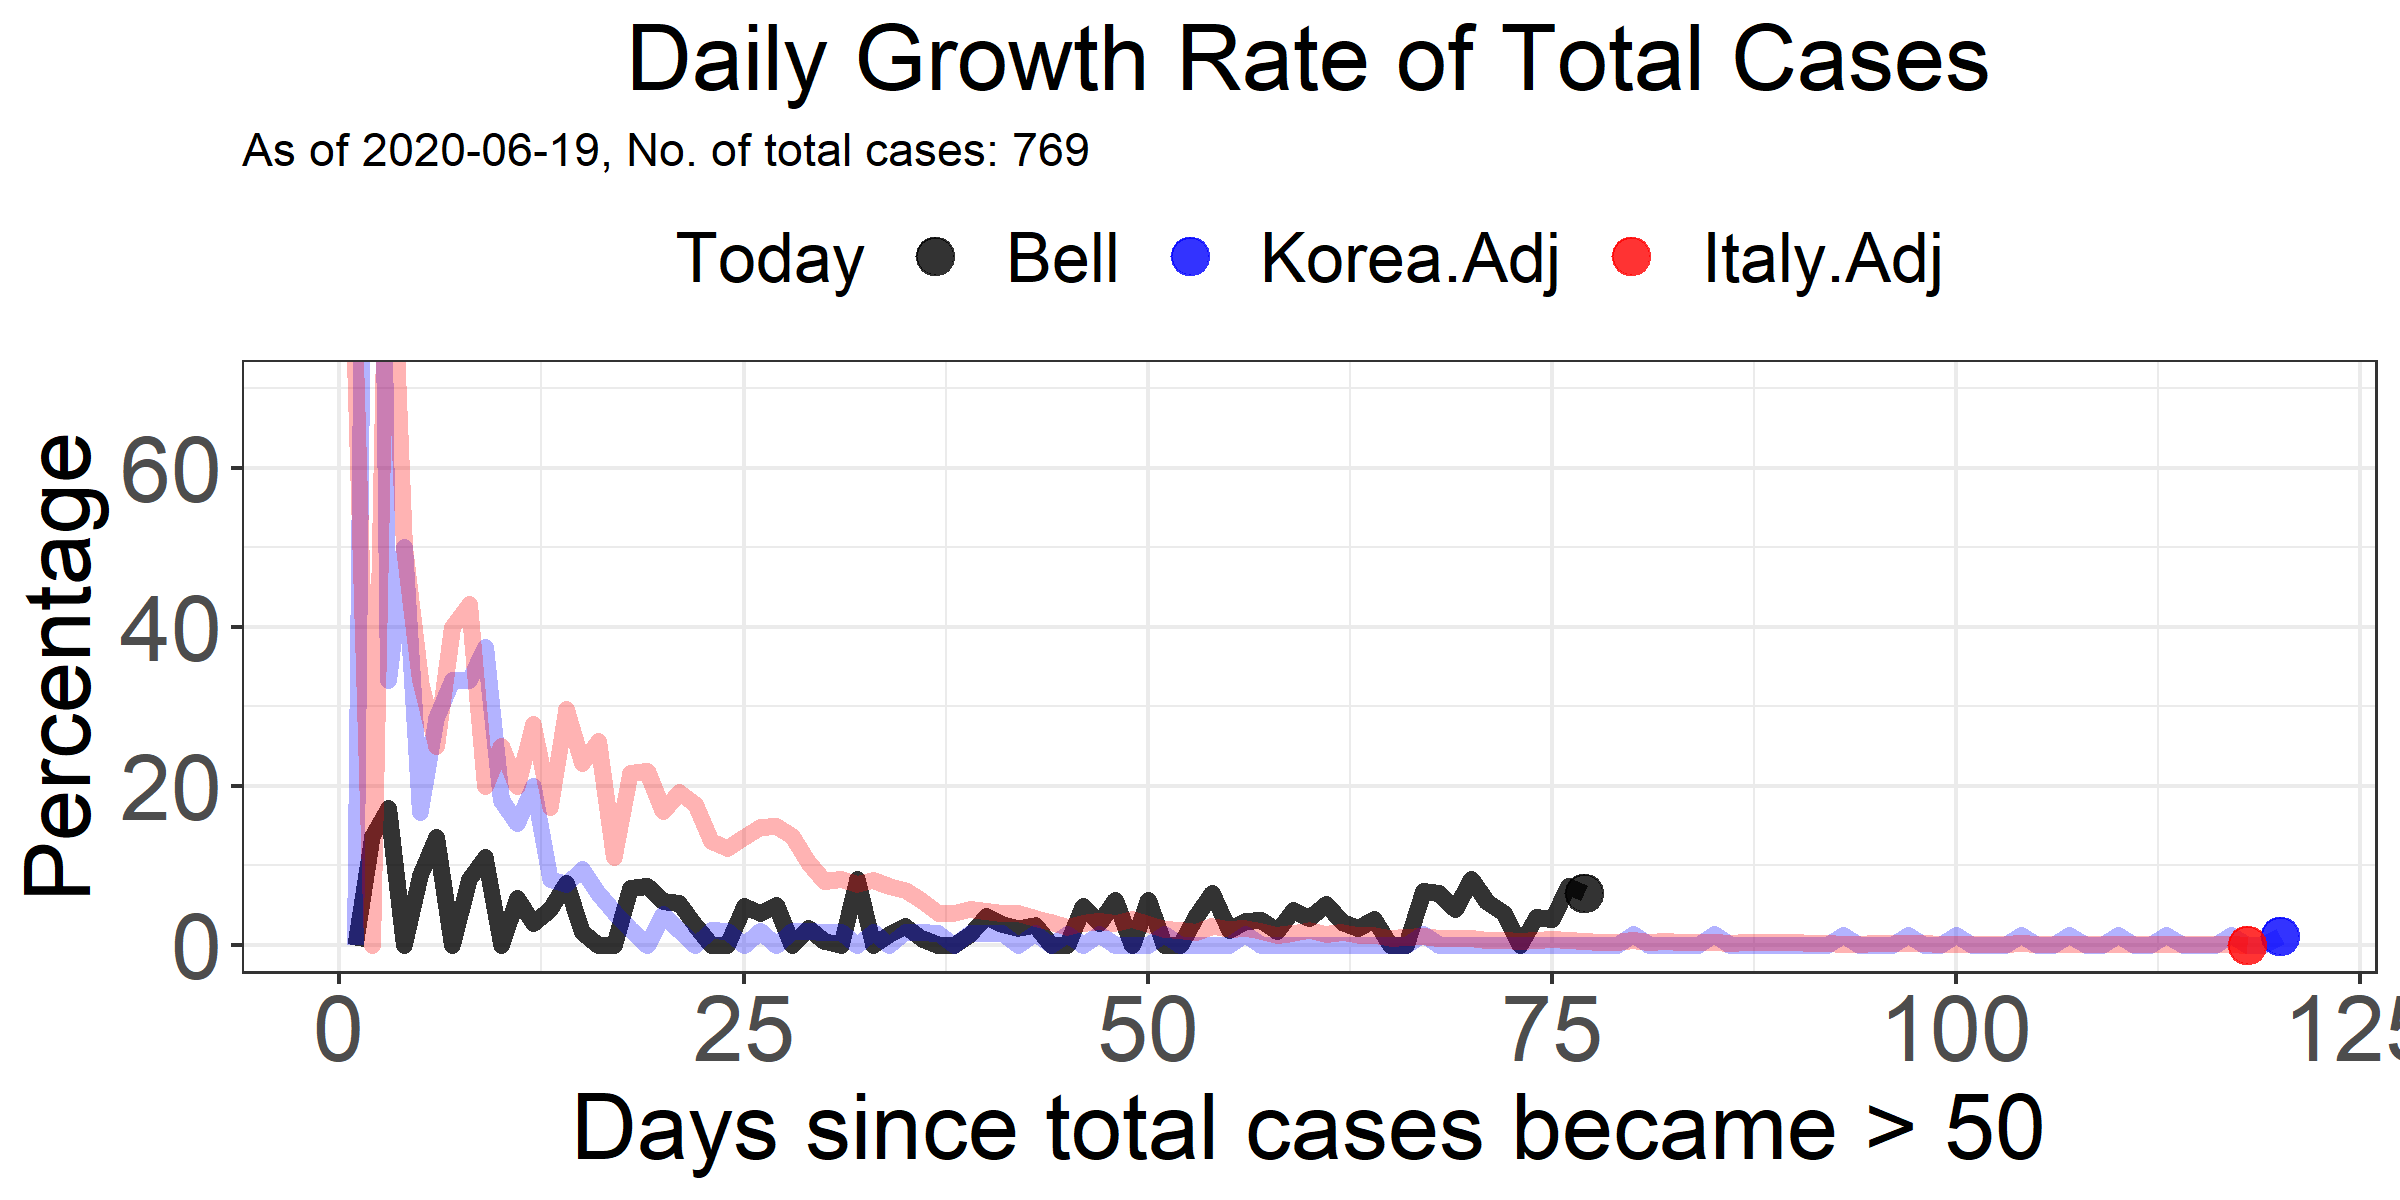 Daily Growth Rate of Total Cases
As of 2020-06-19, No. of total cases: 769
Today Bell Korea.Adj Italy.Adj
Percentage
60
40
20
0
0 25 50 75 100 125
Days since total cases became > 50